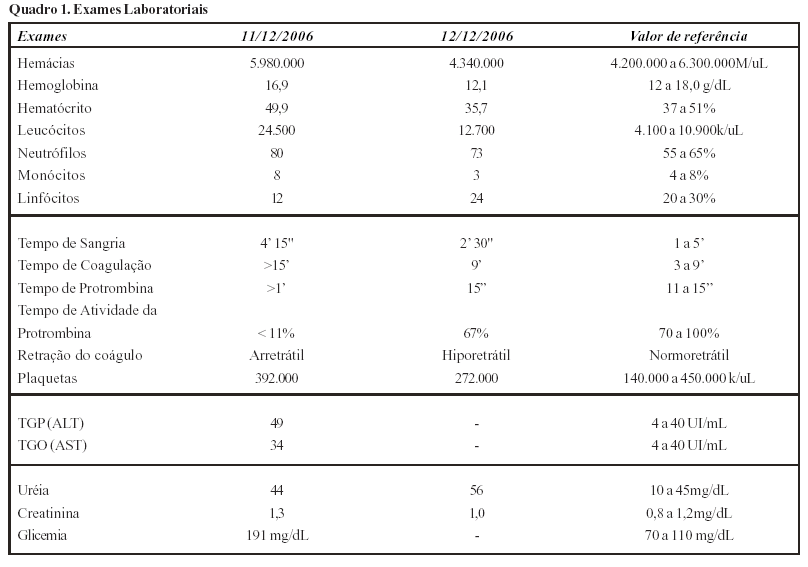 Quadro 1. Exames Laboratoriais
Exames 11/12/2006 12/12/2006 Valor de referência
Hemácias 5.980.000 4.340.000 4.200.000 a 6.300.000M/uL
Hemoglobina 16,9 12,1 12 a 18,0 g/dL
Hematócrito 49,9 35,7 37 a 51%
Leucócitos 24.500 12.700 4.100 a 10.900k/uL
Neutrófilos 80 73 55 a 65%
Monócitos 8 3 4 a 8%
Linfócitos 12 24 20 a 30%
Tempo de Sangria 4’ 15" 2’ 30" 1 a 5’
Tempo de Coagulação >15’ 9’ 3 a 9’
Tempo de Protrombina >1’ 15” 11 a 15”
Tempo de Atividade da
Protrombina < 11% 67% 70 a 100%
Retração do coágulo Arretrátil Hiporetrátil Normoretrátil
Plaquetas 392.000 272.000 140.000 a 450.000 k/uL
TGP (ALT) 49 - 4 a 40 UI/mL
TGO (AST) 34 - 4 a 40 UI/mL
Uréia 44 56 10 a 45mg/dL
Creatinina 1,3 1,0 0,8 a 1,2mg/dL
Glicemia 191 mg/dL - 70 a 110 mg/dL